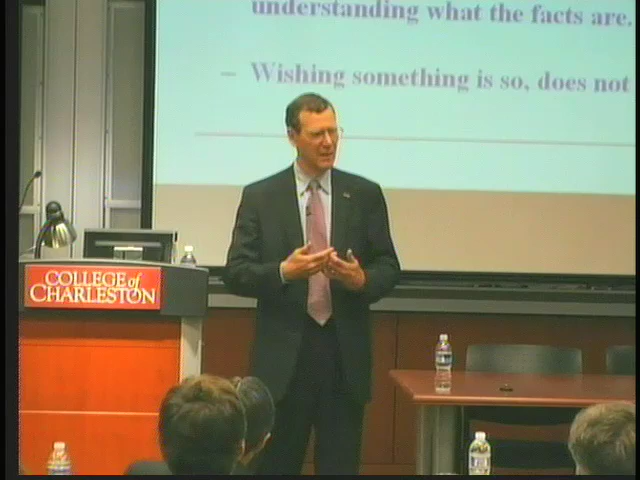 understanding what the facts are.
– Wishing something is so, does not
COLLEGE of
CHARLESTON